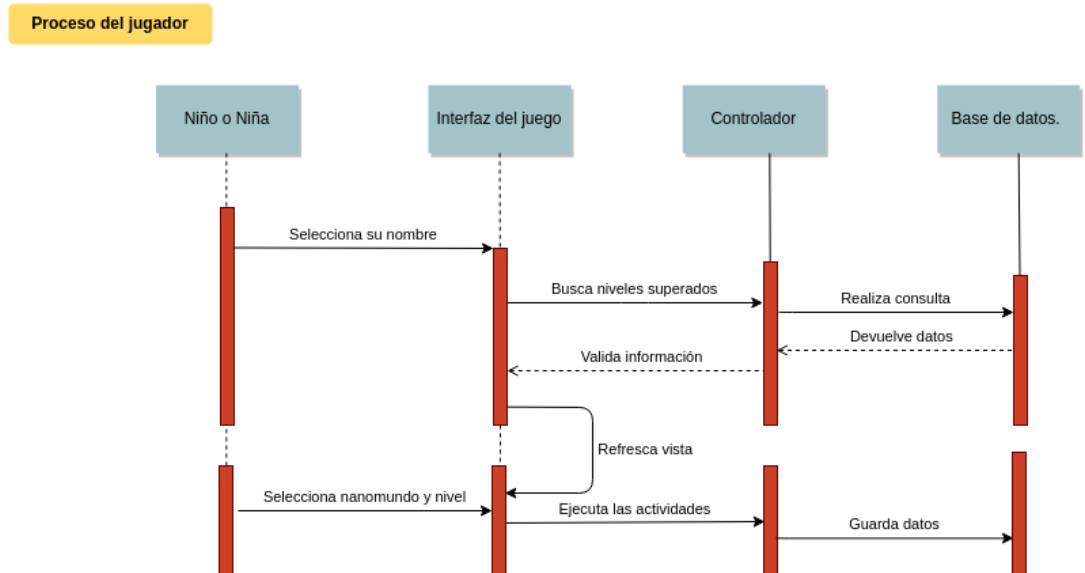 Proceso del jugador
Niño o Niña
Interfaz del juego
Controlador
Base de datos.
Selecciona su nombre
Busca niveles superados
Realiza consulta
Devuelve datos
Valida información
Refresca vista
Selecciona nanomundo y nivel
Ejecuta las actividades
Guarda datos